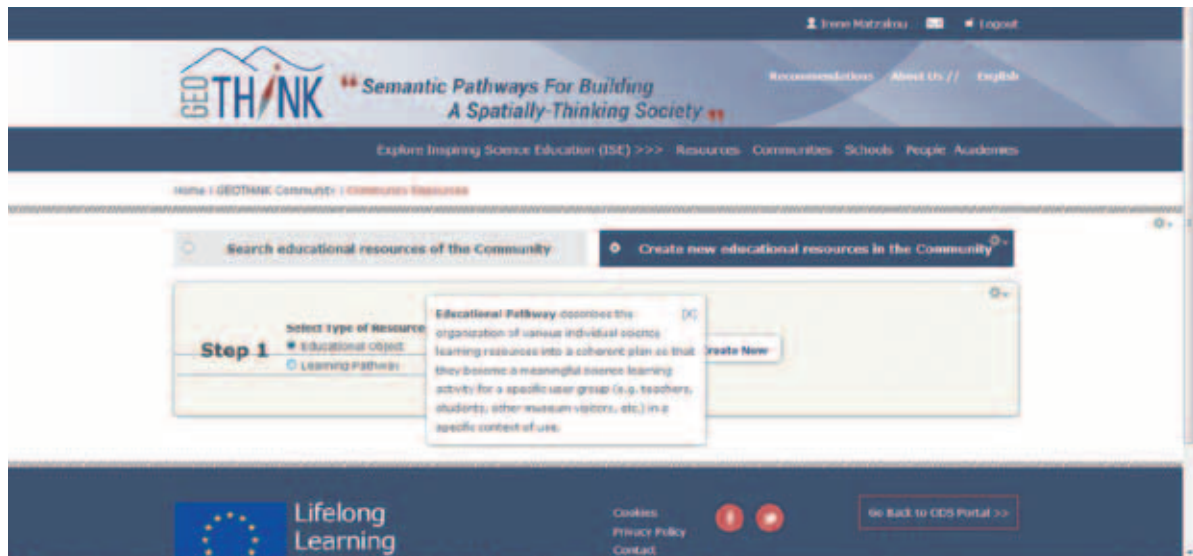 Irene Matzakou Logout
GEOTHINK
“ Semantic Pathways For Building
A Spatially-Thinking Society ”
Recommendations About Us // English
Explore Inspiring Science Education (ISE) >>> Resources Communities Schools People Academies
Home | GEOTHINK Community | Community Resources
Search educational resources of the Community
Create new educational resources in the Community
Step 1
Select Type of Resource
Educational Object
Learning Pathway
Educational Pathway describes the [X]
organization of various individual science
learning resources into a coherent plan so that
they become a meaningful science learning
activity for a specific user group (e.g. teachers,
students, other museum visitors, etc.) in a
specific context of use.
Create New
Lifelong
Learning
Cookies
Privacy Policy
Contact
Go Back to ODS Portal >>